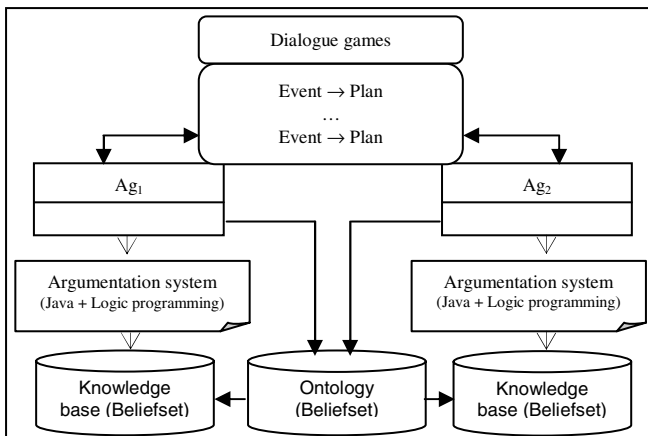 Dialogue games
Event → Plan
…
Event → Plan
Ag₁
Ag₂
Argumentation system
(Java + Logic programming)
Argumentation system
(Java + Logic programming)
Knowledge
base (Beliefset)
Ontology
(Beliefset)
Knowledge
base (Beliefset)